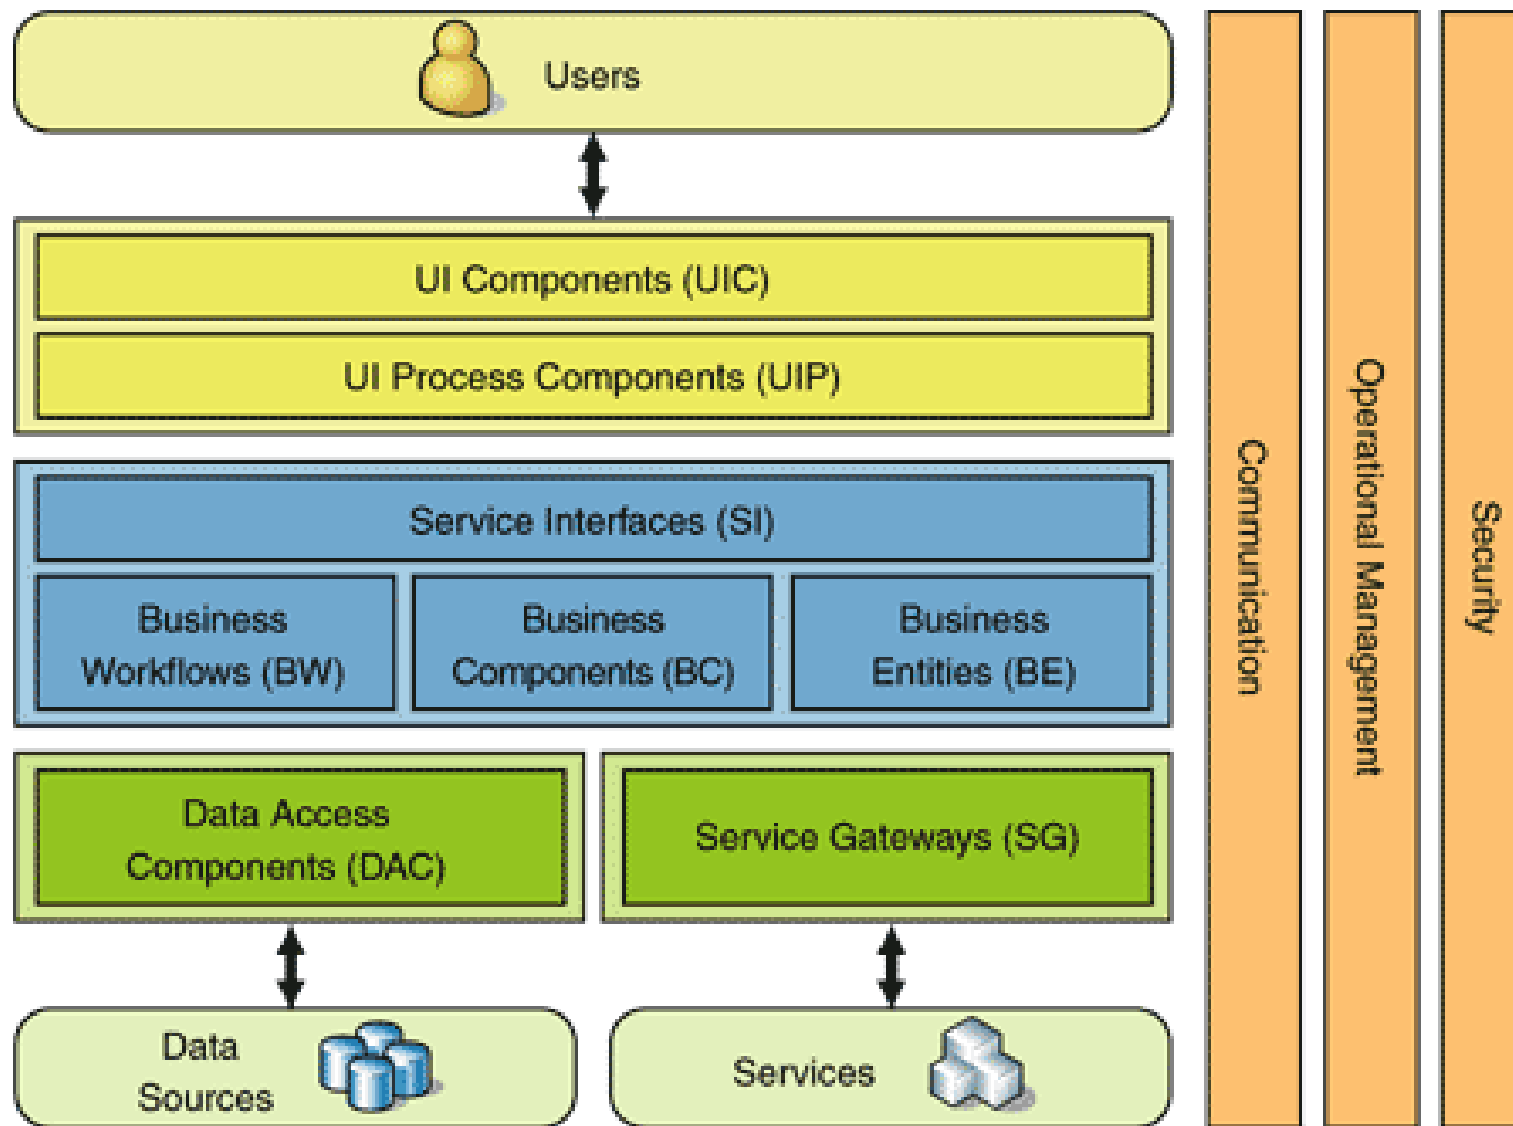 Users
UI Components (UIC)
UI Process Components (UIP)
Service Interfaces (SI)
Business
Workflows (BW)
Business
Components (BC)
Business
Entities (BE)
Data Access
Components (DAC)
Service Gateways (SG)
Data
Sources
Services
Communication
Operational Management
Security